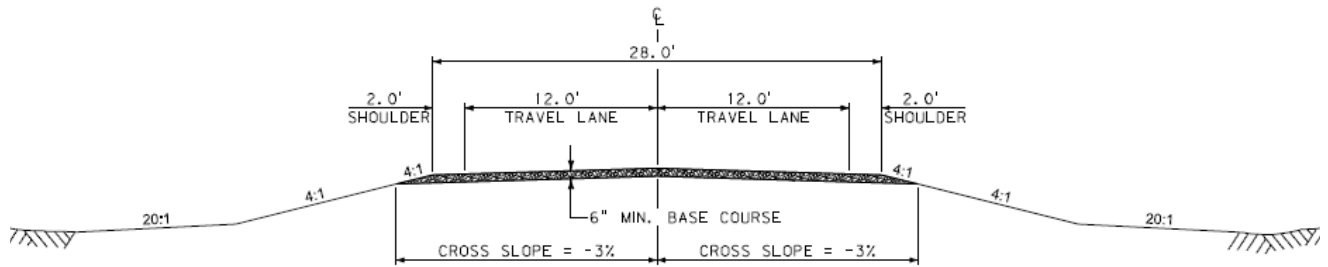 ℄
28.0'
2.0' 12.0' 12.0' 2.0'
SHOULDER TRAVEL LANE TRAVEL LANE SHOULDER
4:1 4:1
4:1 4:1
20:1 6" MIN. BASE COURSE 20:1
CROSS SLOPE = -3% CROSS SLOPE = -3%